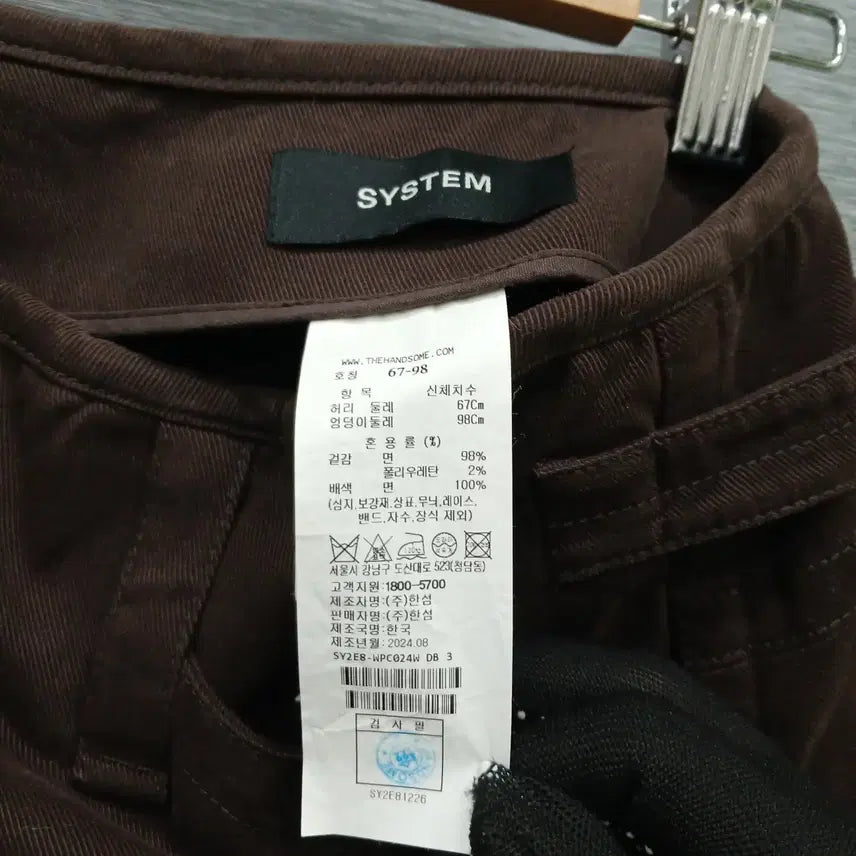 SYSTEM
WWW.THEHANDSOME.COM
호칭 67-98
항목 신체치수
허리 둘레 67Cm
엉덩이둘레 98Cm
혼용률 (%)
겉감 면 98%
폴리우레탄 2%
배색 면 100%
(심지.보강재.상표.무늬.레이스.
밴드.자수.장식 제외)
서울시 강남구 도산대로 523(청담동)
고객지원:1800-5700
제조자명:(주)한섬
판매자명:(주)한섬
제조국명:한국
제조년월:2024.08
SY2E8-WPC024W DB 3
검사필
SY2E81226